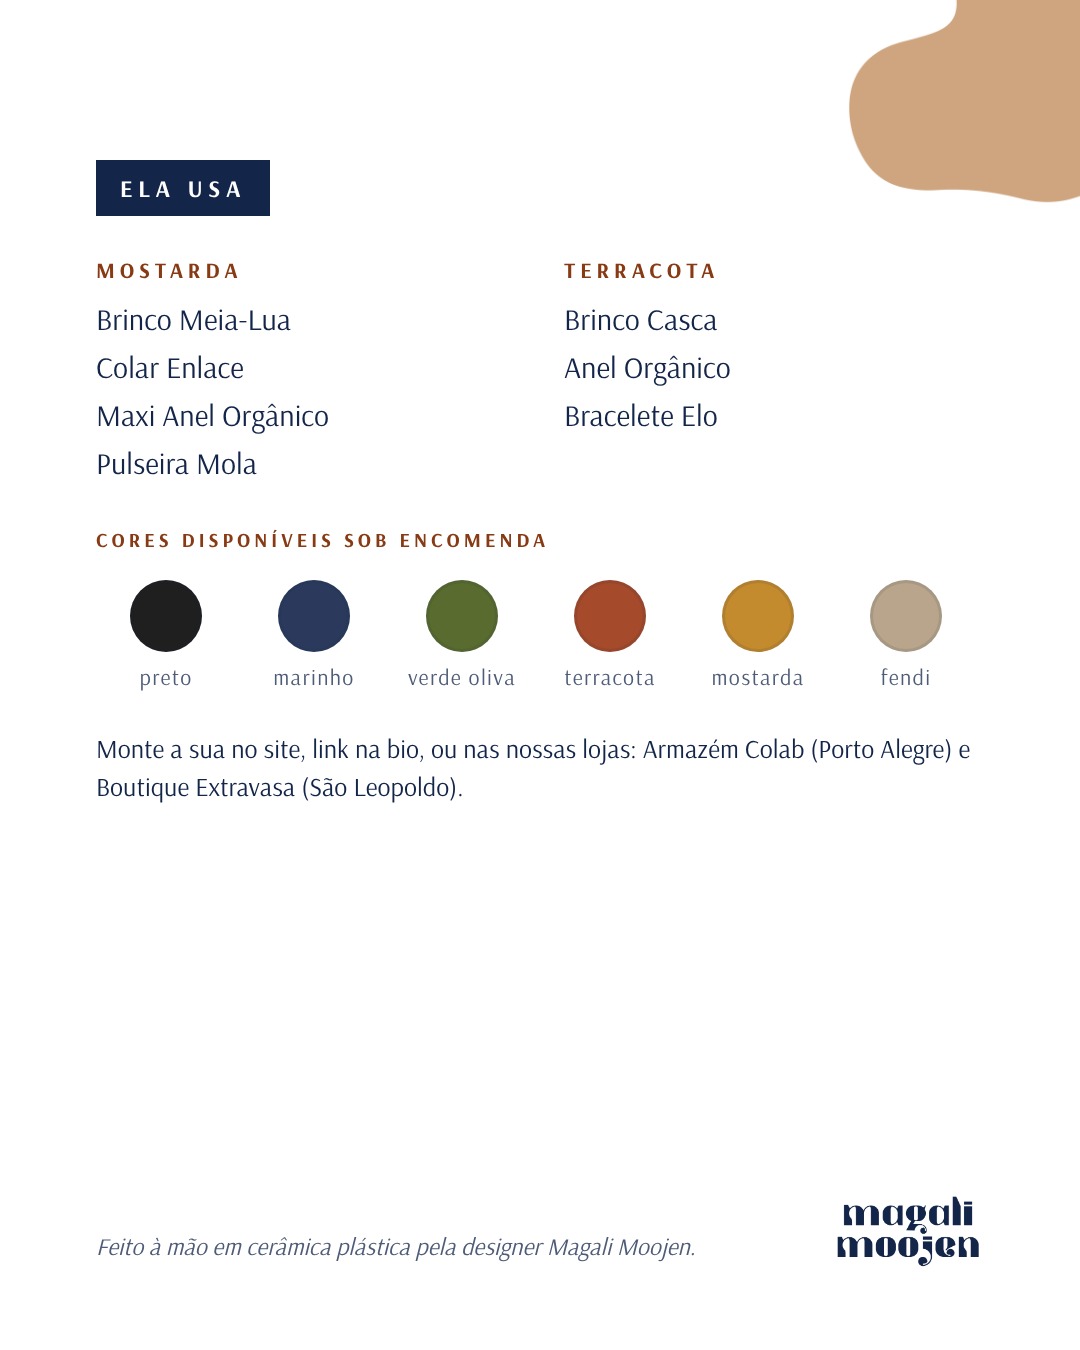 ELA USA
MOSTARDA
Brinco Meia-Lua
Colar Enlace
Maxi Anel Orgânico
Pulseira Mola
TERRACOTA
Brinco Casca
Anel Orgânico
Bracelete Elo
CORES DISPONÍVEIS SOB ENCOMENDA
preto
marinho
verde oliva
terracota
mostarda
fendi
Monte a sua no site, link na bio, ou nas nossas lojas: Armazém Colab (Porto Alegre) e
Boutique Extravasa (São Leopoldo).
Feito à mão em cerâmica plástica pela designer Magali Moojen.
magali
moojen